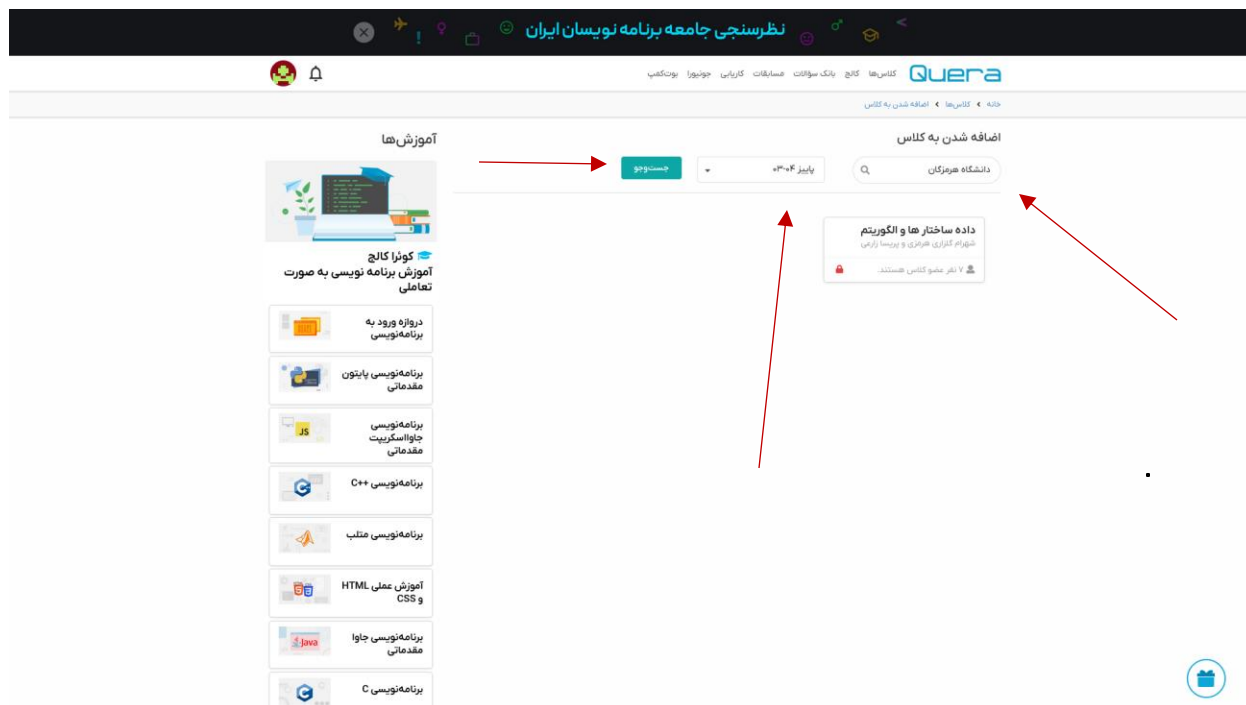 نظرسنجی جامعه برنامه نویسان ایران
Quera کلاس‌ها کالج بانک سؤالات مسابقات کاریابی جونیورا بوت‌کمپ
خانه › کلاس‌ها › اضافه شدن به کلاس
اضافه شدن به کلاس
دانشگاه هرمزگان
پاییز ۰۴-۰۳
جست‌وجو
داده ساختار ها و الگوریتم
شهرام گلزاری هرمزی و پریسا زارعی
۷ نفر عضو کلاس هستند.
آموزش‌ها
کوئرا کالج
آموزش برنامه نویسی به صورت
تعاملی
دروازه ورود به
برنامه‌نویسی
برنامه‌نویسی پایتون
مقدماتی
برنامه‌نویسی
جاوااسکریپت
مقدماتی
JS
برنامه‌نویسی C++
برنامه‌نویسی متلب
آموزش عملی HTML
و CSS
برنامه‌نویسی جاوا
مقدماتی
Java
برنامه‌نویسی C